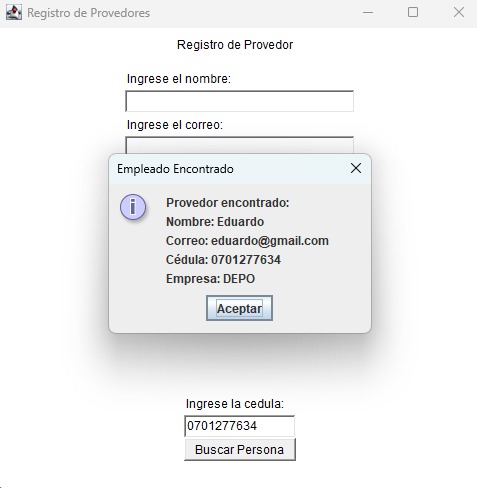 Registro de Provedores
Registro de Provedor
Ingrese el nombre:
Ingrese el correo:
Empleado Encontrado
Provedor encontrado:
Nombre: Eduardo
Correo: eduardo@gmail.com
Cédula: 0701277634
Empresa: DEPO
Aceptar
Ingrese la cedula:
0701277634
Buscar Persona